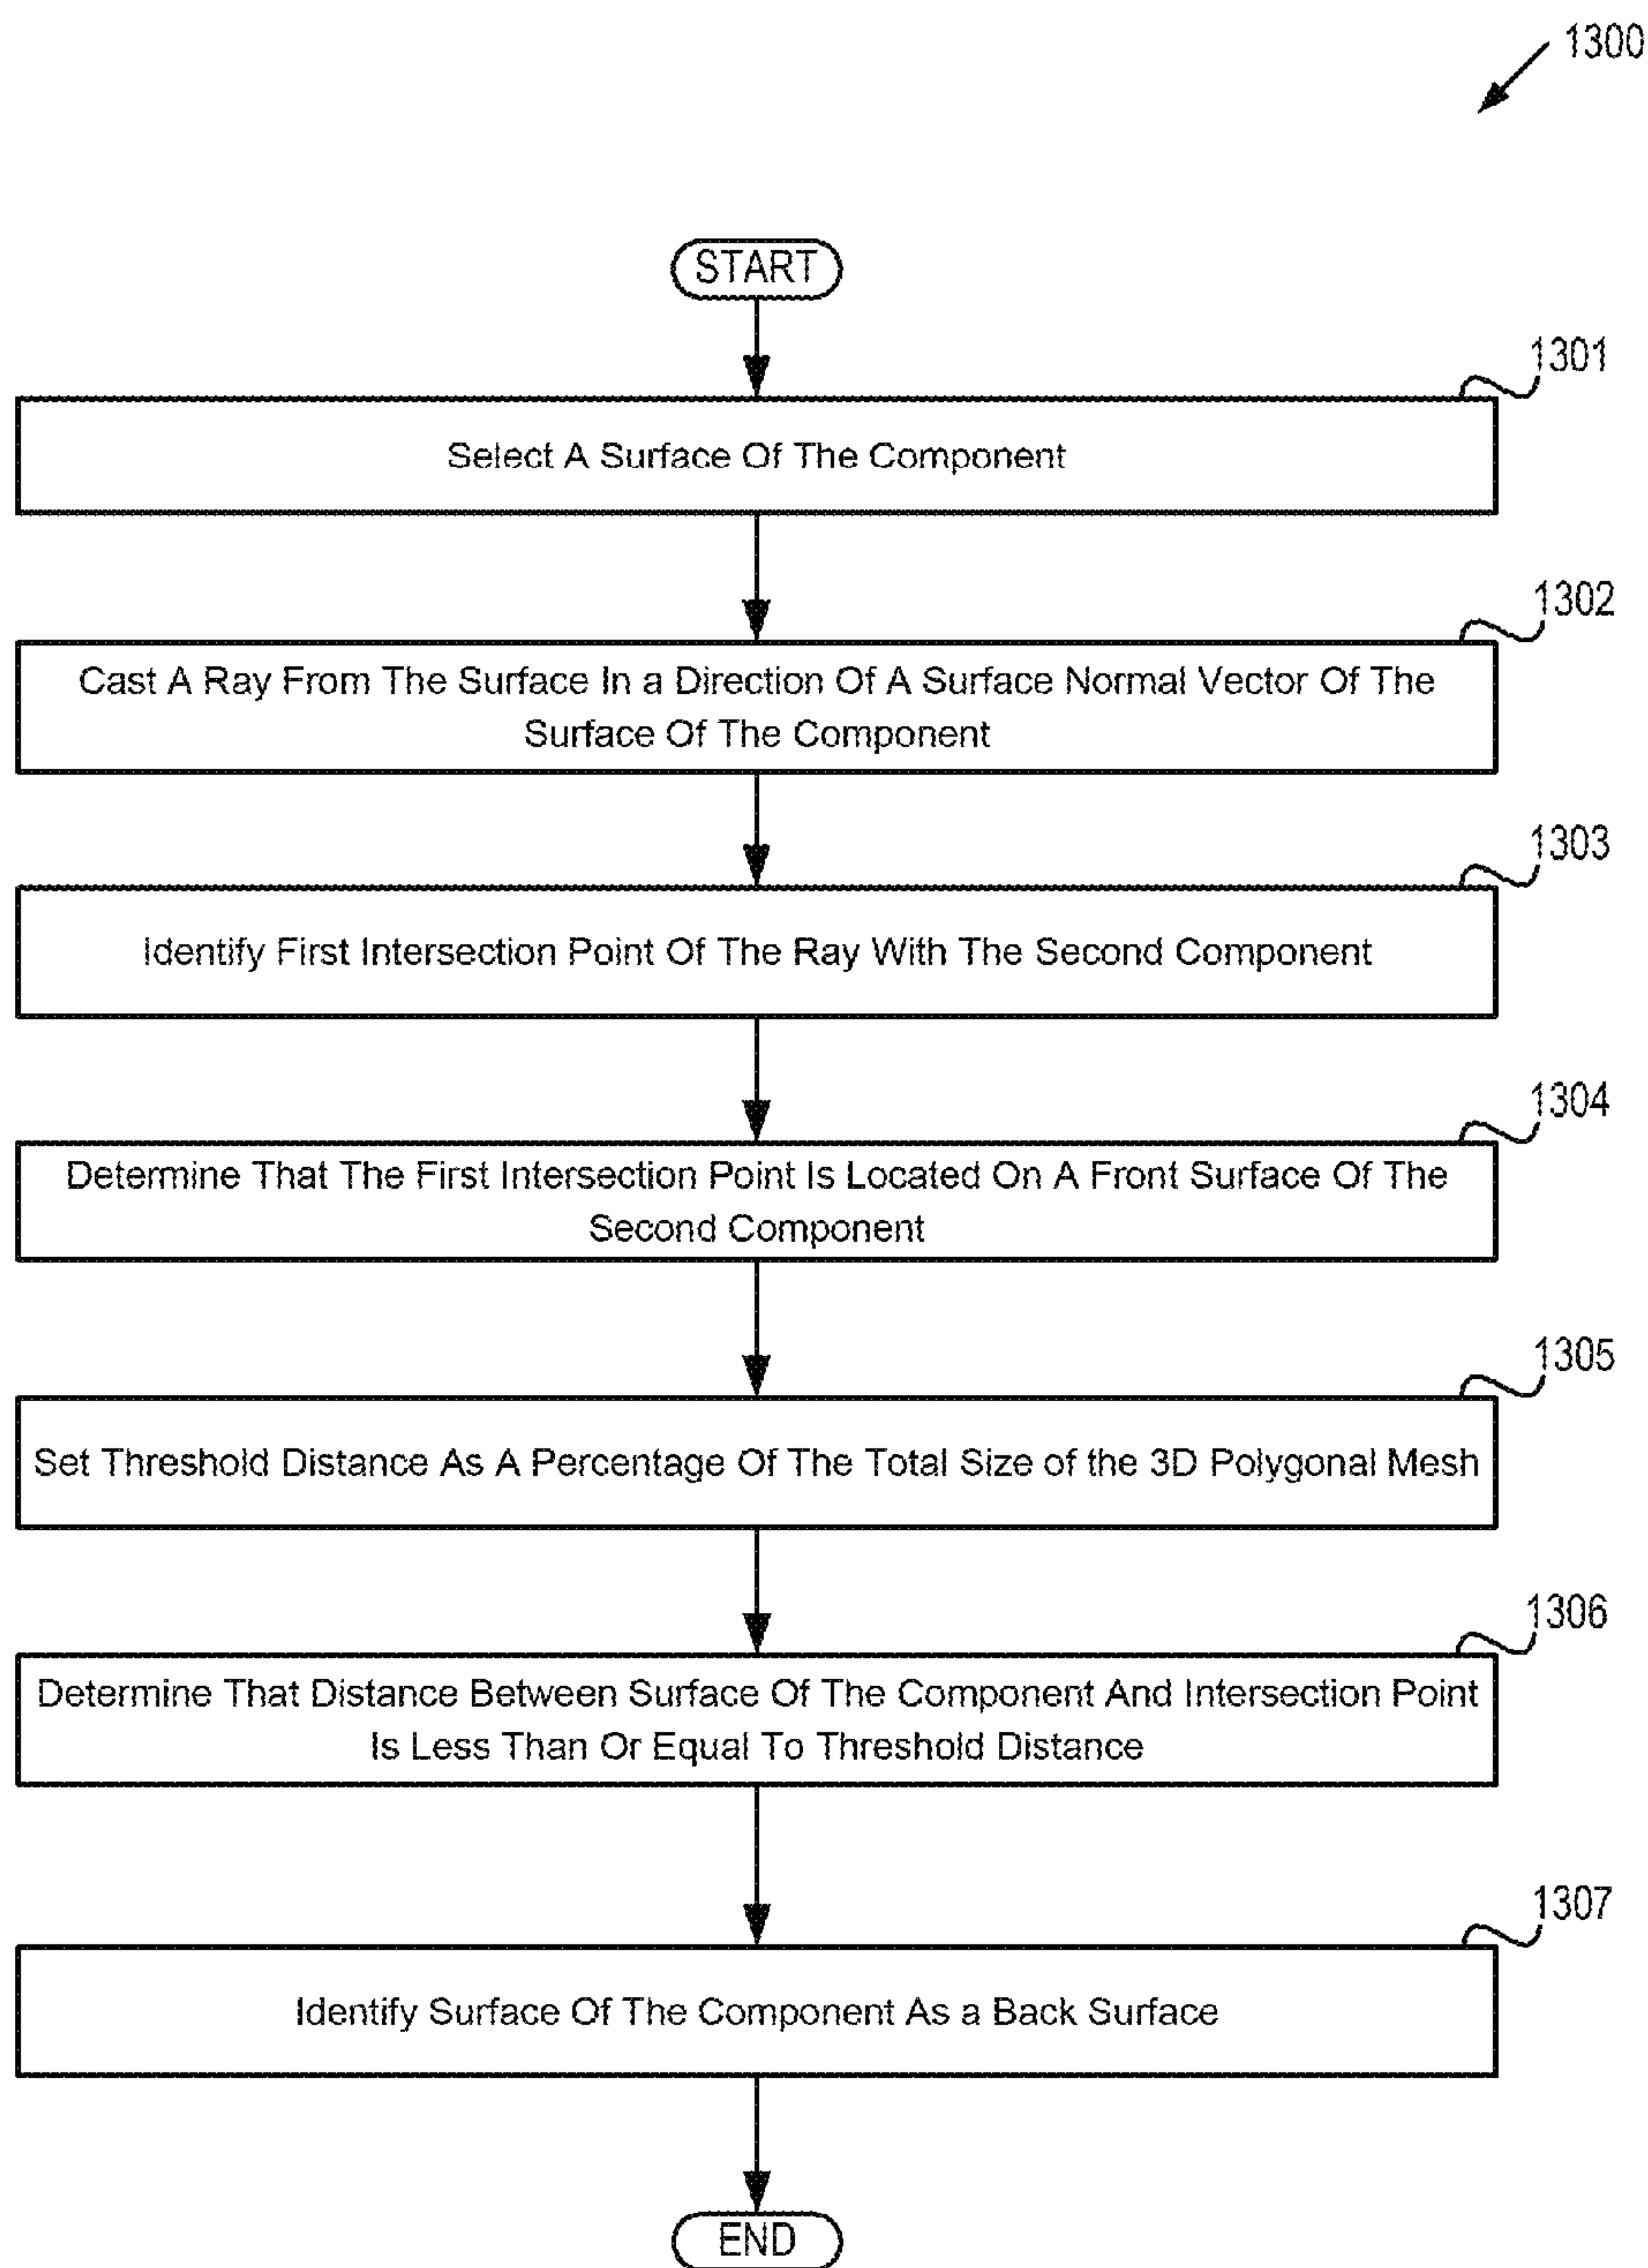 1300
START
1301
Select A Surface Of The Component
1302
Cast A Ray From The Surface In a Direction Of A Surface Normal Vector Of The
Surface Of The Component
1303
Identify First Intersection Point Of The Ray With The Second Component
1304
Determine That The First Intersection Point Is Located On A Front Surface Of The
Second Component
1305
Set Threshold Distance As A Percentage Of The Total Size of the 3D Polygonal Mesh
1306
Determine That Distance Between Surface Of The Component And Intersection Point
Is Less Than Or Equal To Threshold Distance
1307
Identify Surface Of The Component As a Back Surface
END